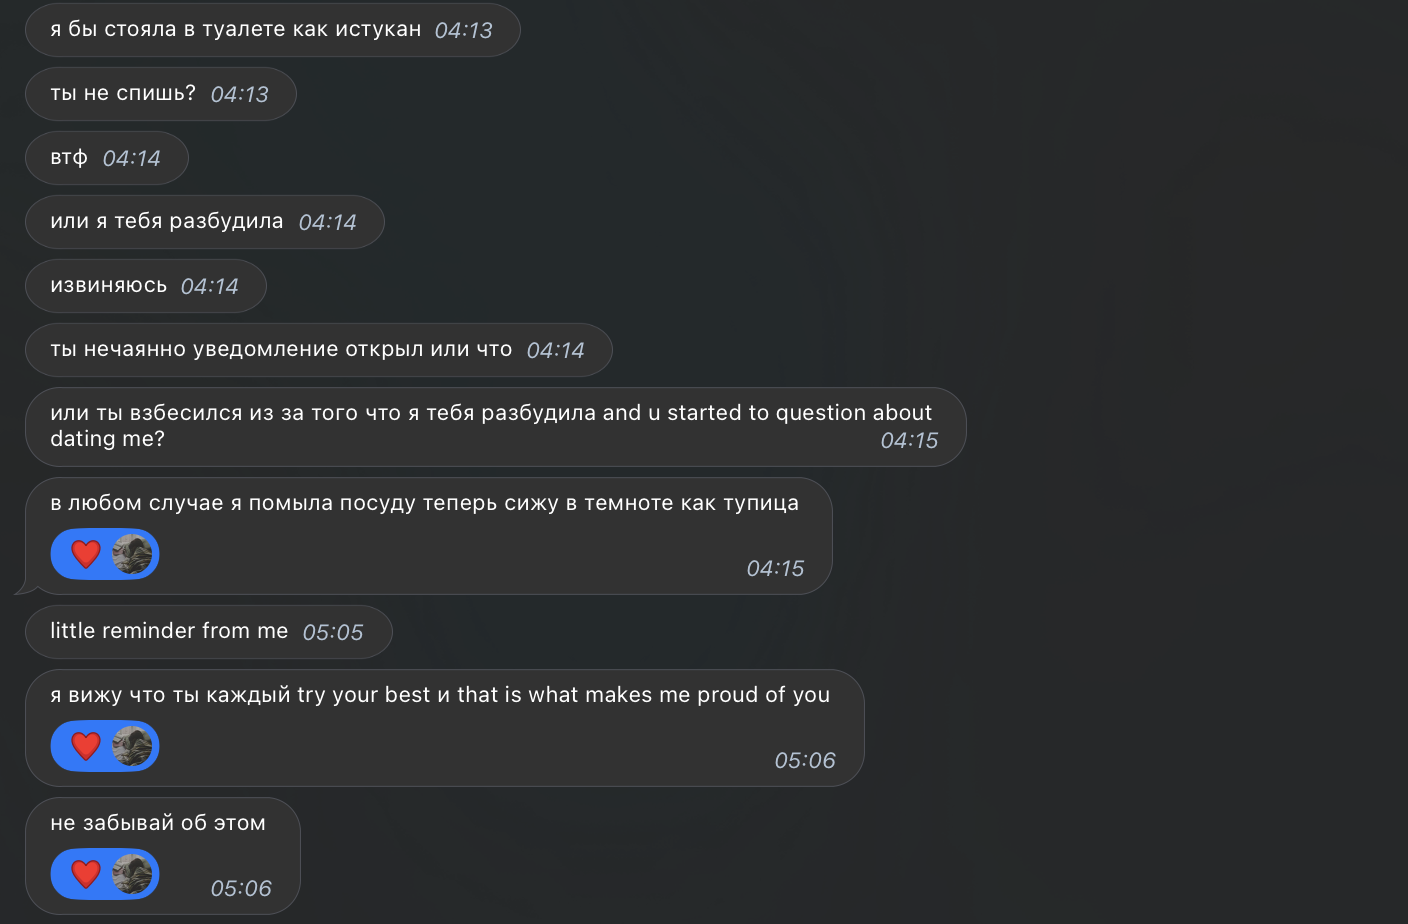 я бы стояла в туалете как истукан 04:13
ты не спишь? 04:13
втф 04:14
или я тебя разбудила 04:14
извиняюсь 04:14
ты нечаянно уведомление открыл или что 04:14
или ты взбесился из за того что я тебя разбудила and u started to question about
dating me? 04:15
в любом случае я помыла посуду теперь сижу в темноте как тупица
04:15
little reminder from me 05:05
я вижу что ты каждый try your best и that is what makes me proud of you
05:06
не забывай об этом
05:06